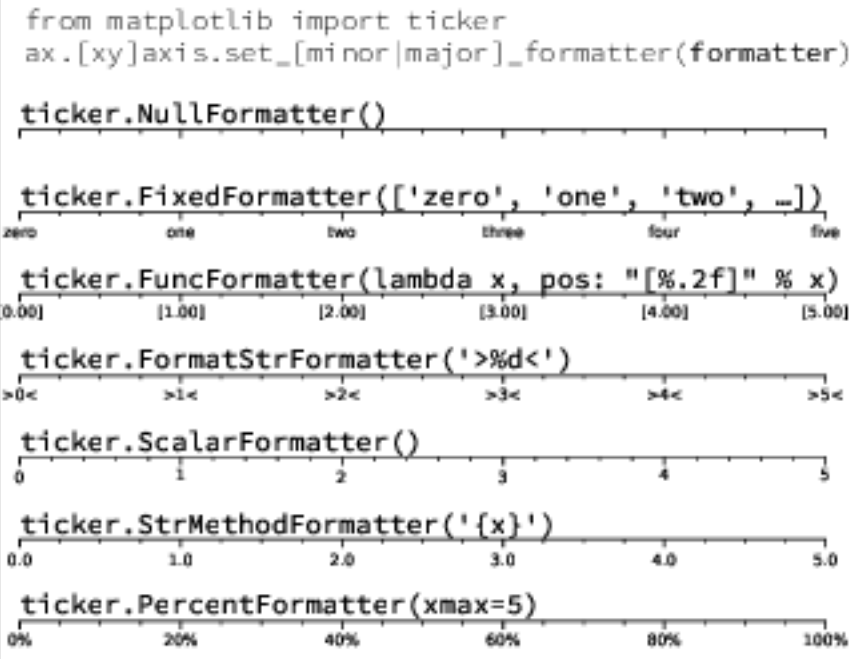 from matplotlib import ticker
ax.[xy]axis.set_[minor|major]_formatter(formatter)
ticker.NullFormatter()
ticker.FixedFormatter(['zero', 'one', 'two', …])
zero one two three four five
ticker.FuncFormatter(lambda x, pos: "[%.2f]" % x)
[0.00] [1.00] [2.00] [3.00] [4.00] [5.00]
ticker.FormatStrFormatter('>%d<')
>0< >1< >2< >3< >4< >5<
ticker.ScalarFormatter()
0 1 2 3 4 5
ticker.StrMethodFormatter('{x}')
0.0 1.0 2.0 3.0 4.0 5.0
ticker.PercentFormatter(xmax=5)
0% 20% 40% 60% 80% 100%